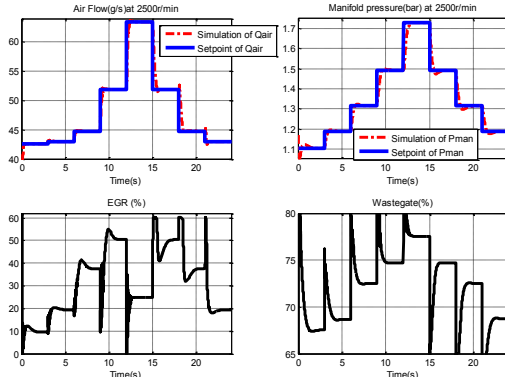 Air Flow(g/s)at 2500r/min
Simulation of Qair
Setpoint of Qair
60
55
50
45
40
0 5 10 15 20
Time(s)
Manifold pressure(bar) at 2500r/min
1.7
1.6
1.5
1.4
1.3
1.2
1.1
Simulation of Pman
Setpoint of Pman
0 5 10 15 20
Time(s)
EGR (%)
60
50
40
30
20
10
0
0 5 10 15 20
Time(s)
Wastegate(%)
80
75
70
65
0 5 10 15 20
Time(s)